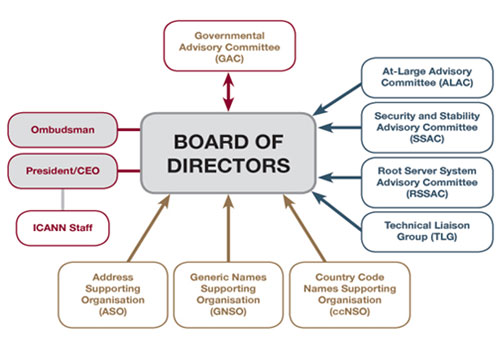 Governmental
Advisory Committee
(GAC)
At-Large Advisory
Committee (ALAC)
Ombudsman
BOARD OF
DIRECTORS
Security and Stability
Advisory Committee
(SSAC)
President/CEO
Root Server System
Advisory Committee
(RSSAC)
ICANN Staff
Technical Liaison
Group (TLG)
Address
Supporting
Organisation
(ASO)
Generic Names
Supporting
Organisation
(GNSO)
Country Code
Names Supporting
Organisation
(ccNSO)